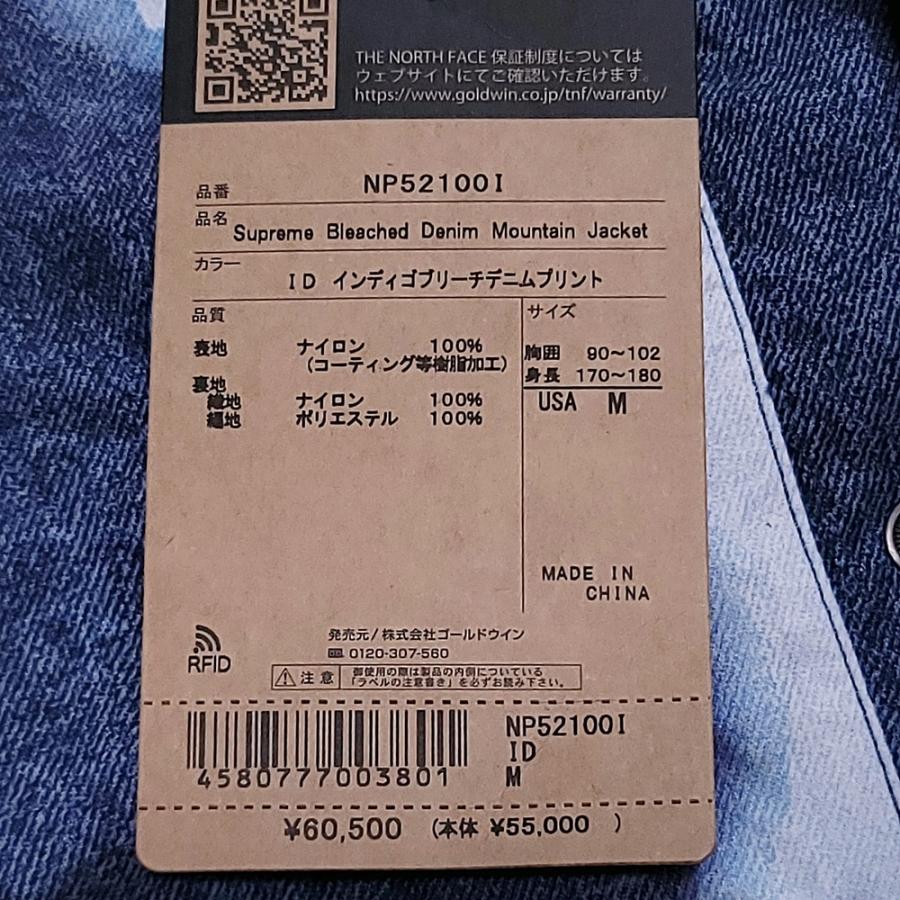 THE NORTH FACE 保証制度については
ウェブサイトにてご確認いただけます。
https://www.goldwin.co.jp/tnf/warranty/
品番 NP52100I
品名 Supreme Bleached Denim Mountain Jacket
カラー ID インディゴブリーチデニムプリント
品質
表地 ナイロン 100%
(コーティング等樹脂加工)
裏地
織地 ナイロン 100%
編地 ポリエステル 100%
サイズ
胸囲 90～102
身長 170～180
USA M
MADE IN
CHINA
RFID
発売元/株式会社ゴールドウイン
0120-307-560
注意 御使用の際は製品の内側についている
「ラベルの注意書き」を必ずお読み下さい。
4580777003801
NP52100I
ID
M
¥60,500 (本体 ¥55,000 )